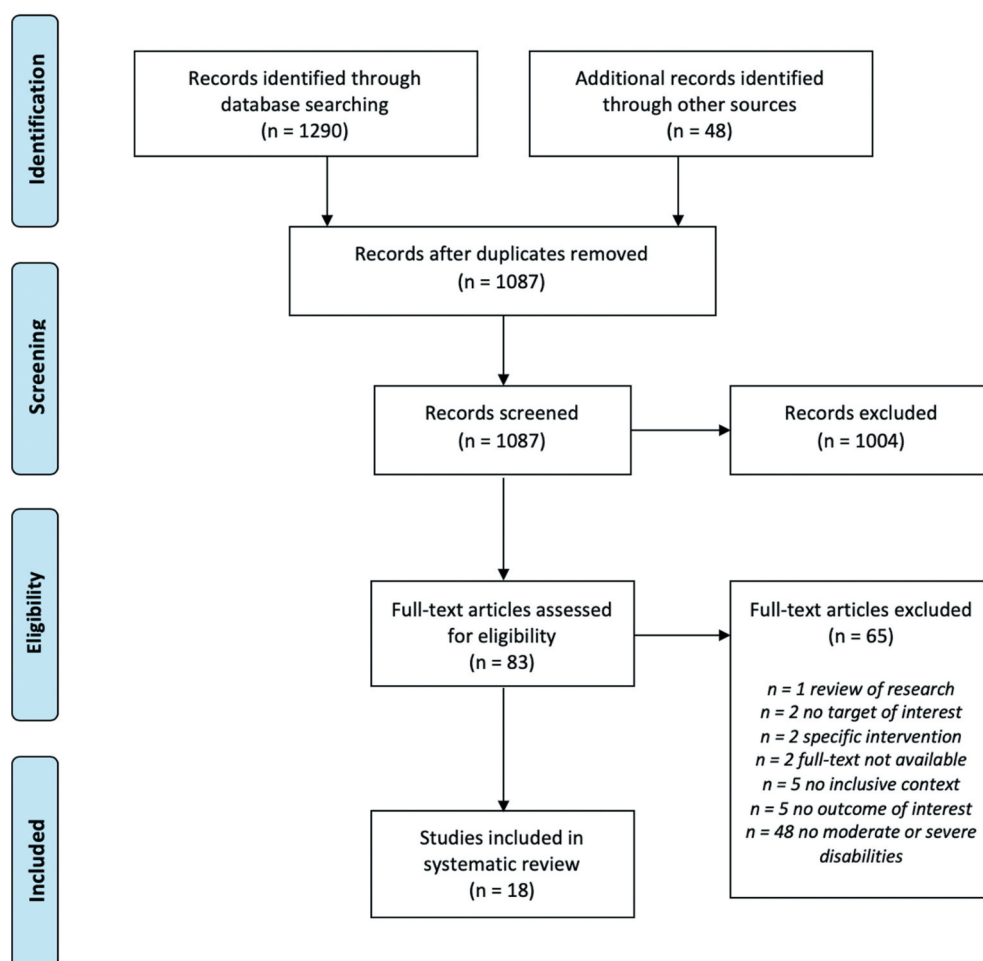 Identification
Records identified through
database searching
(n = 1290)
Additional records identified
through other sources
(n = 48)
Records after duplicates removed
(n = 1087)
Screening
Records screened
(n = 1087)
Records excluded
(n = 1004)
Eligibility
Full-text articles assessed
for eligibility
(n = 83)
Full-text articles excluded
(n = 65)
n = 1 review of research
n = 2 no target of interest
n = 2 specific intervention
n = 2 full-text not available
n = 5 no inclusive context
n = 5 no outcome of interest
n = 48 no moderate or severe
disabilities
Included
Studies included in
systematic review
(n = 18)